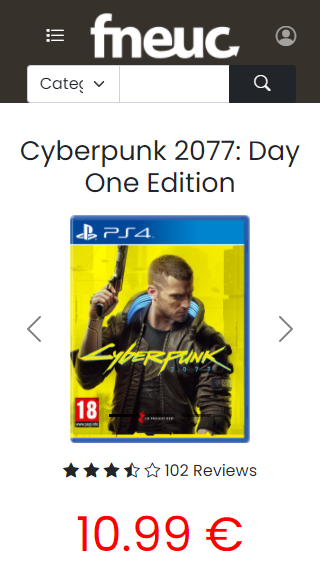 fneuc
Categ
Cyberpunk 2077: Day
One Edition
PS4
Cyberpunk
2077
18
102 Reviews
10.99 €